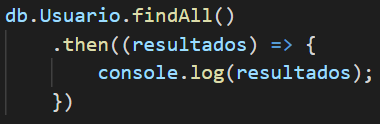 db.Usuario.findAll()
    .then((resultados) => {
        console.log(resultados);
    })